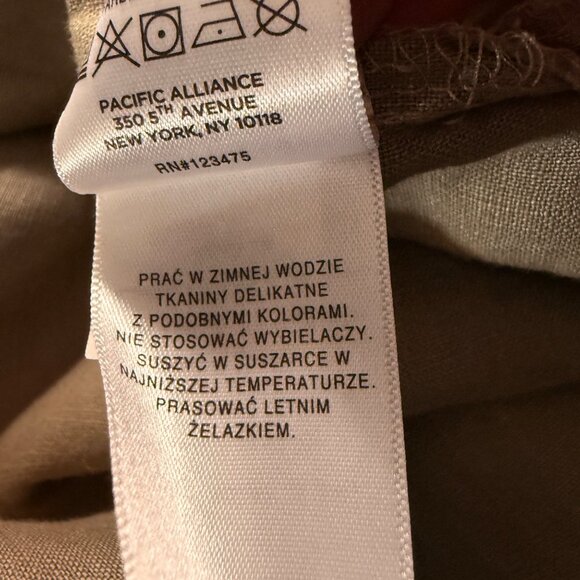 PACIFIC ALLIANCE
350 5TH AVENUE
NEW YORK, NY 10118
RN#123475
PRAĆ W ZIMNEJ WODZIE
TKANINY DELIKATNE
Z PODOBNYMI KOLORAMI.
NIE STOSOWAĆ WYBIELACZY.
SUSZYĆ W SUSZARCE W
NAJNIŻSZEJ TEMPERATURZE.
PRASOWAĆ LETNIM
ŻELAZKIEM.